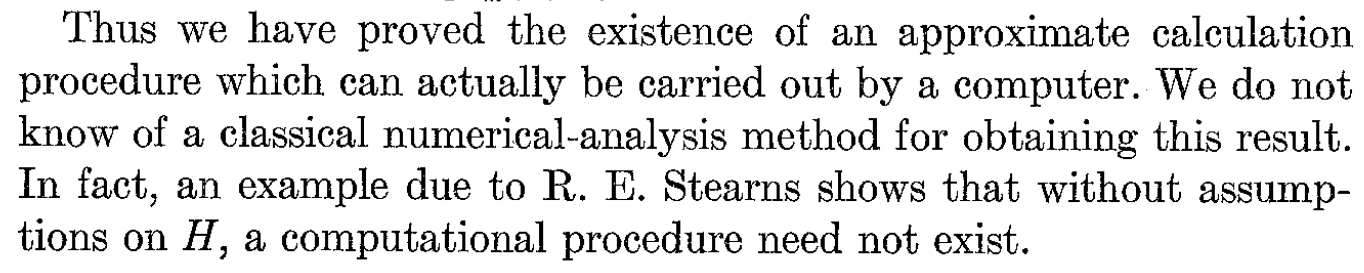 Thus we have proved the existence of an approximate calculation
procedure which can actually be carried out by a computer. We do not
know of a classical numerical-analysis method for obtaining this result.
In fact, an example due to R. E. Stearns shows that without assump-
tions on H, a computational procedure need not exist.